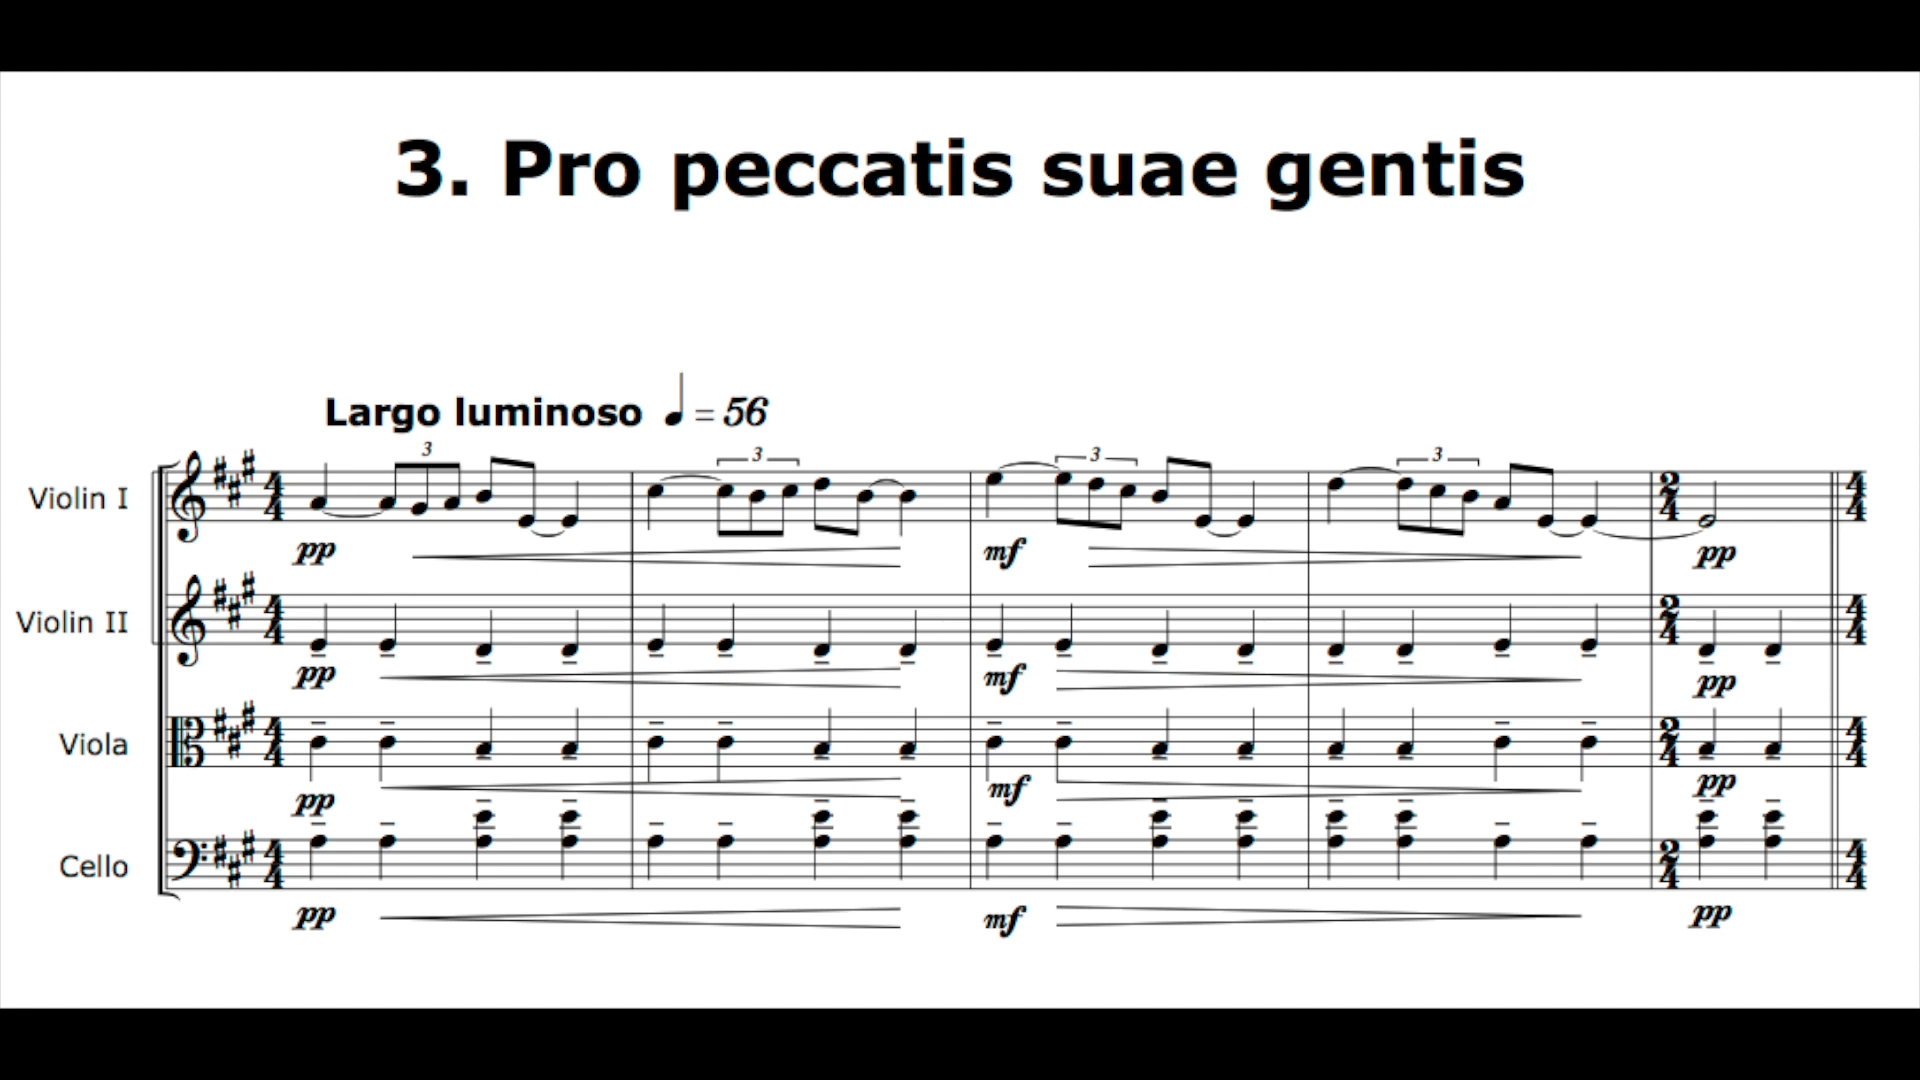 3. Pro peccatis suae gentis
Largo luminoso ♩ = 56
3 3 3 3
Violin I
pp mf pp
Violin II
pp mf pp
Viola
pp mf pp
Cello
pp mf pp